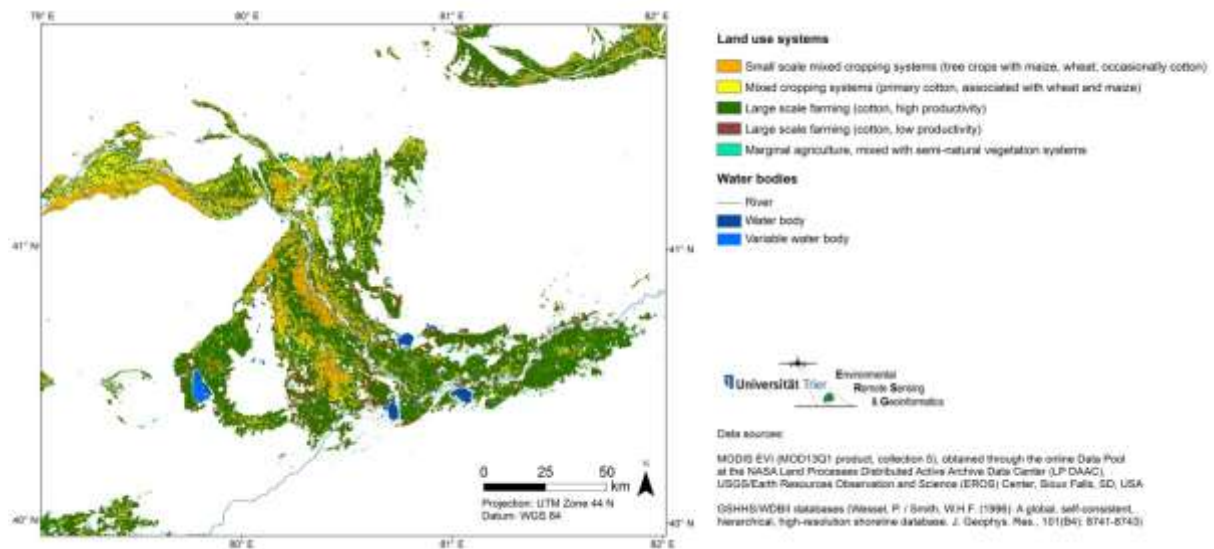 79° E 80° E 81° E 82° E
41° N 41° N
40° N 40° N
80° E 81° E 82° E
0 25 50
km
N
Projection: UTM Zone 44 N
Datum: WGS 84
Land use systems
Small scale mixed cropping systems (tree crops with maize, wheat, occasionally cotton)
Mixed cropping systems (primary cotton, associated with wheat and maize)
Large scale farming (cotton, high productivity)
Large scale farming (cotton, low productivity)
Marginal agriculture, mixed with semi-natural vegetation systems
Water bodies
River
Water body
Variable water body
Universität Trier
Environmental
Remote Sensing
& Geoinformatics
Data sources:
MODIS EVI (MOD13Q1 product, collection 5), obtained through the online Data Pool
at the NASA Land Processes Distributed Active Archive Data Center (LP DAAC),
USGS/Earth Resources Observation and Science (EROS) Center, Sioux Falls, SD, USA
GSHHS/WDBII databases (Wessel, P. / Smith, W.H.F. (1996): A global, self-consistent,
hierarchical, high-resolution shoreline database. J. Geophys. Res., 101(B4): 8741-8743)